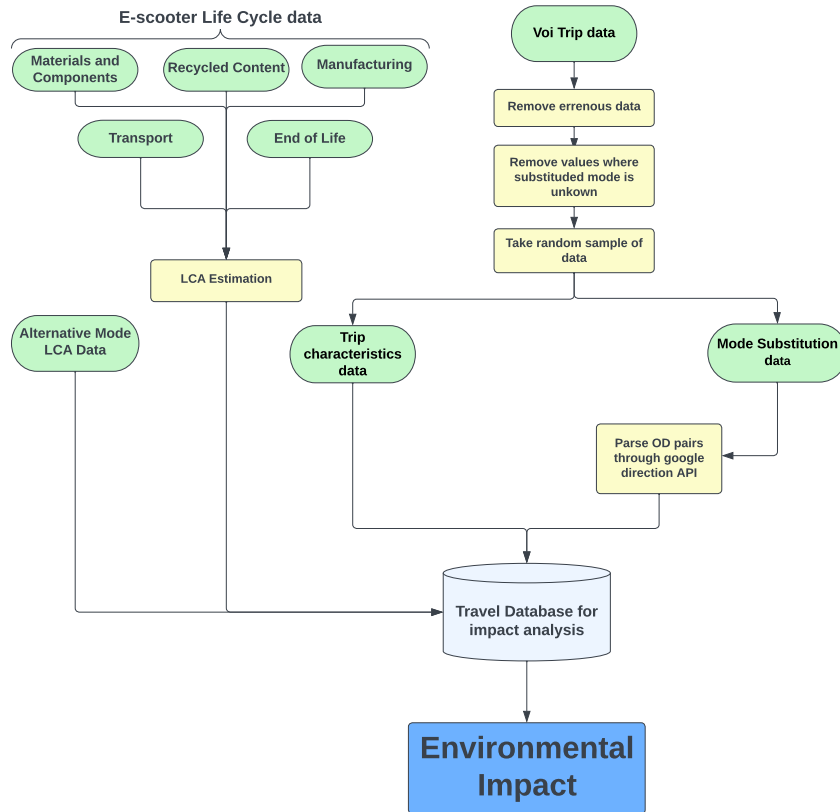 E-scooter Life Cycle data
Materials and
Components
Recycled Content
Manufacturing
Transport
End of Life
LCA Estimation
Alternative Mode
LCA Data
Voi Trip data
Remove errenous data
Remove values where
substituded mode is
unkown
Take random sample of
data
Trip
characteristics
data
Mode Substitution
data
Parse OD pairs
through google
direction API
Travel Database for
impact analysis
Environmental
Impact